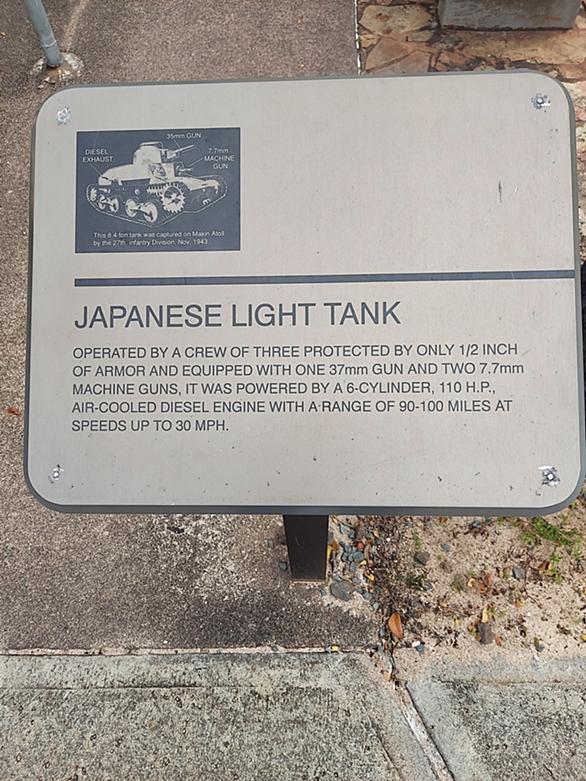 35mm GUN
DIESEL
EXHAUST
7.7mm
MACHINE
GUN
This 8.4 ton tank was captured on Makin Atoll
by the 27th. infantry Division, Nov. 1943.
JAPANESE LIGHT TANK
OPERATED BY A CREW OF THREE PROTECTED BY ONLY 1/2 INCH
OF ARMOR AND EQUIPPED WITH ONE 37mm GUN AND TWO 7.7mm
MACHINE GUNS, IT WAS POWERED BY A 6-CYLINDER, 110 H.P.,
AIR-COOLED DIESEL ENGINE WITH A RANGE OF 90-100 MILES AT
SPEEDS UP TO 30 MPH.